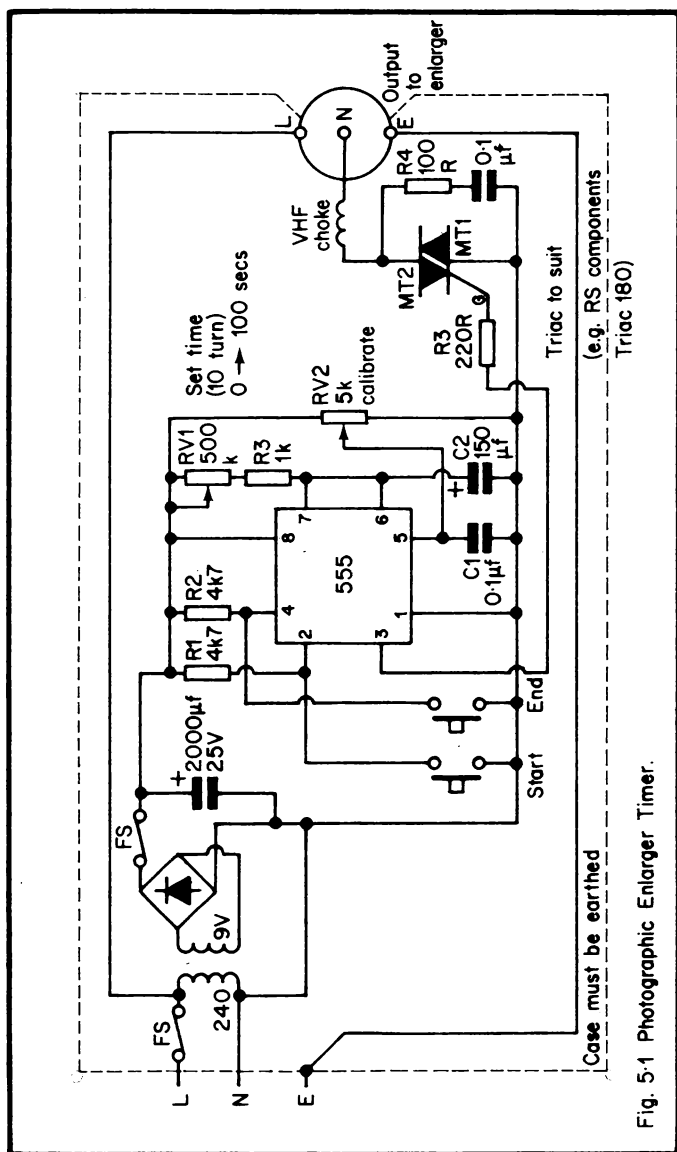 FS
L
N
E
FS
240
9V
+
2000µf
25V
R1
4k7
R2
4k7
Start
End
2
4
8
3
555
7
1
5
6
RV1
500
k
R3
1k
Set time
(10 turn)
0 → 100 secs
RV2
5k
calibrate
C1
0·1µf
+
C2
150
µf
VHF
choke
MT2
MT1
G
R3
220R
R4
100
R
0·1
µf
Triac to suit
(e.g. RS components
Triac 180)
L
N
E
Output
to
enlarger
Case must be earthed
Fig. 5·1 Photographic Enlarger Timer.